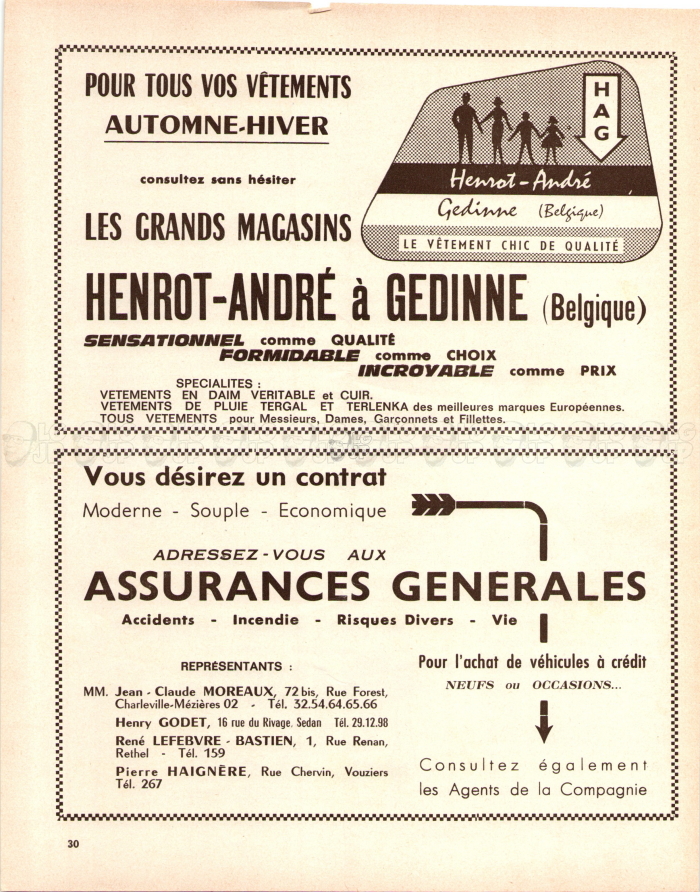 POUR TOUS VOS VÊTEMENTS
AUTOMNE-HIVER
consultez sans hésiter
LES GRANDS MAGASINS
HAG
Henrot-André
Gedinne (Belgique)
LE VÊTEMENT CHIC DE QUALITÉ
HENROT-ANDRÉ à GEDINNE (Belgique)
SENSATIONNEL comme QUALITÉ
FORMIDABLE comme CHOIX
INCROYABLE comme PRIX
SPECIALITES :
VETEMENTS EN DAIM VERITABLE et CUIR.
VETEMENTS DE PLUIE TERGAL ET TERLENKA des meilleures marques Européennes.
TOUS VETEMENTS pour Messieurs, Dames, Garçonnets et Fillettes.
Vous désirez un contrat
Moderne - Souple - Economique
ADRESSEZ-VOUS AUX
ASSURANCES GENERALES
Accidents - Incendie - Risques Divers - Vie
REPRÉSENTANTS :
MM. Jean-Claude MOREAUX, 72 bis, Rue Forest,
Charleville-Mézières 02 - Tél. 32.54.64.65.66
Henry GODET, 16 rue du Rivage, Sedan Tél. 29.12.98
René LEFEBVRE-BASTIEN, 1, Rue Renan,
Rethel - Tél. 159
Pierre HAIGNÈRE, Rue Chervin, Vouziers
Tél. 267
Pour l'achat de véhicules à crédit
NEUFS ou OCCASIONS...
Consultez également
les Agents de la Compagnie
30